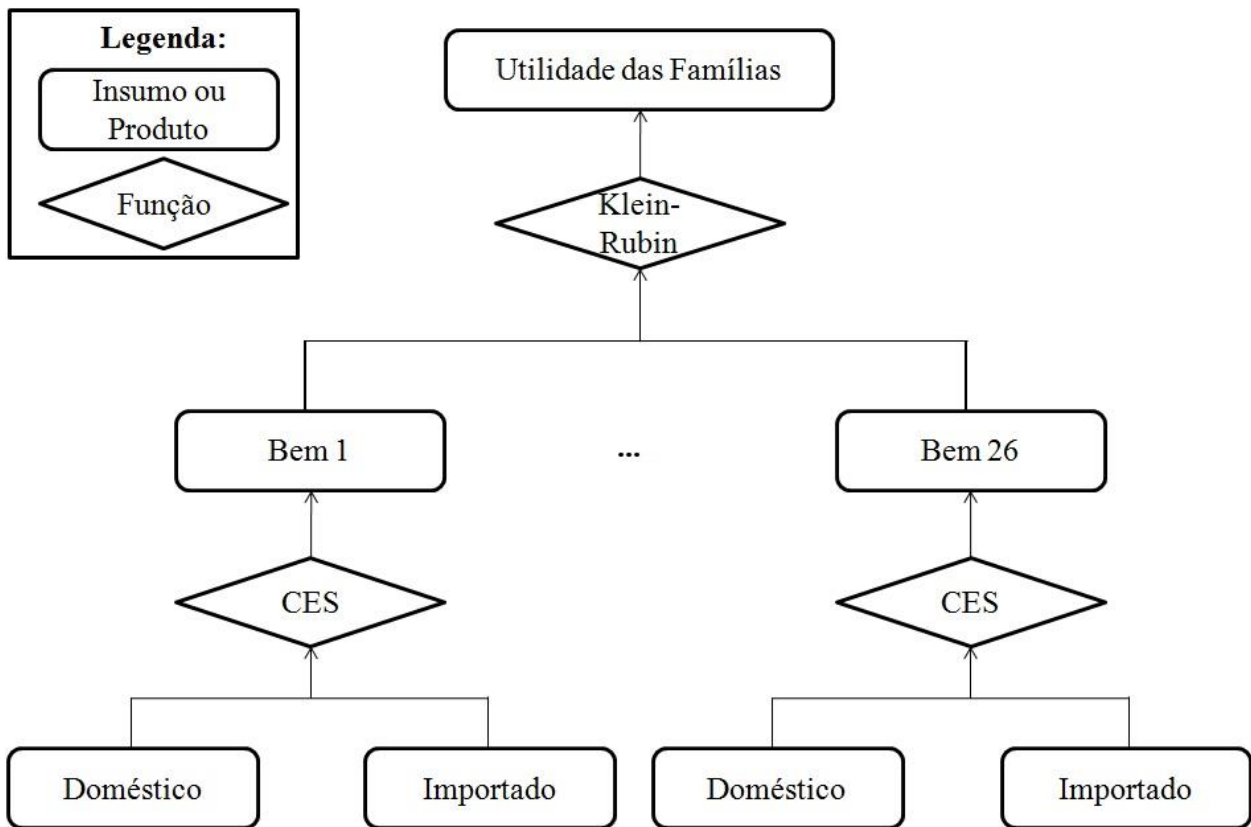 Legenda:
Insumo ou
Produto
Função
Utilidade das Famílias
Klein-
Rubin
Bem 1
...
Bem 26
CES
CES
Doméstico
Importado
Doméstico
Importado